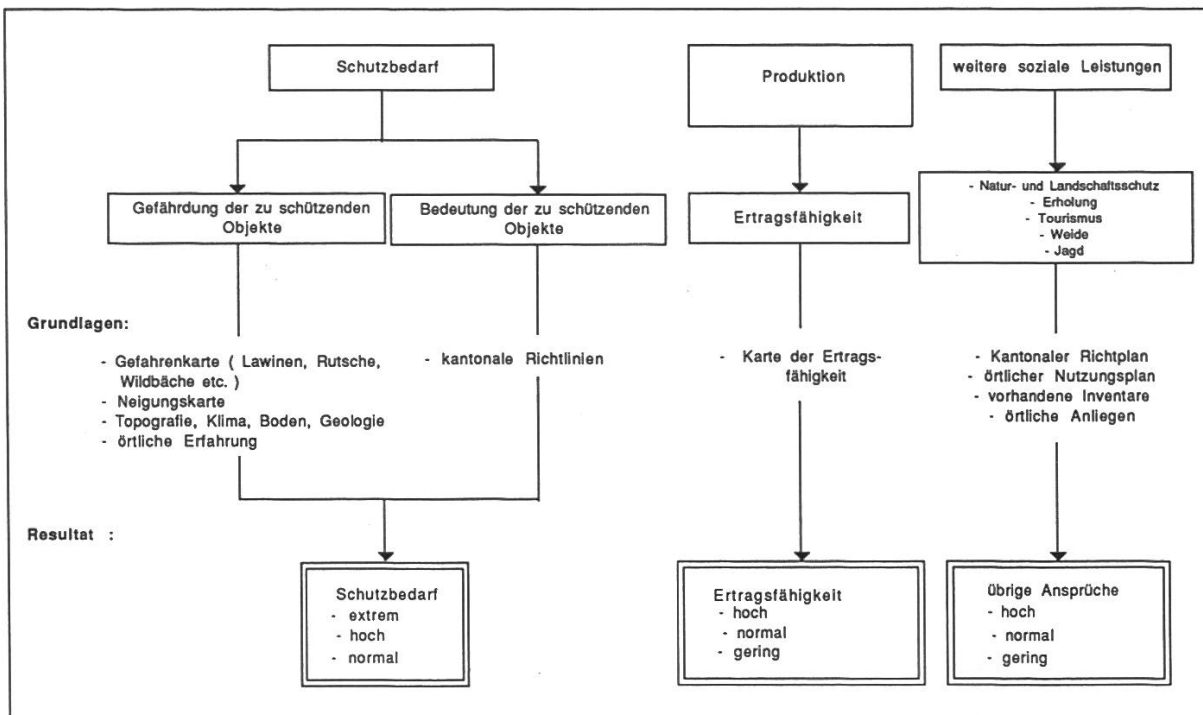 Schutzbedarf
Produktion
weitere soziale Leistungen
Gefährdung der zu schützenden
Objekte
Bedeutung der zu schützenden
Objekte
Ertragsfähigkeit
- Natur- und Landschaftsschutz
- Erholung
- Tourismus
- Weide
- Jagd
Grundlagen:
- Gefahrenkarte ( Lawinen, Rutsche,
Wildbäche etc. )
- Neigungskarte
- Topografie, Klima, Boden, Geologie
- örtliche Erfahrung
- kantonale Richtlinien
- Karte der Ertrags-
fähigkeit
- Kantonaler Richtplan
- örtlicher Nutzungsplan
- vorhandene Inventare
- örtliche Anliegen
Resultat :
Schutzbedarf
- extrem
- hoch
- normal
Ertragsfähigkeit
- hoch
- normal
- gering
übrige Ansprüche
- hoch
- normal
- gering